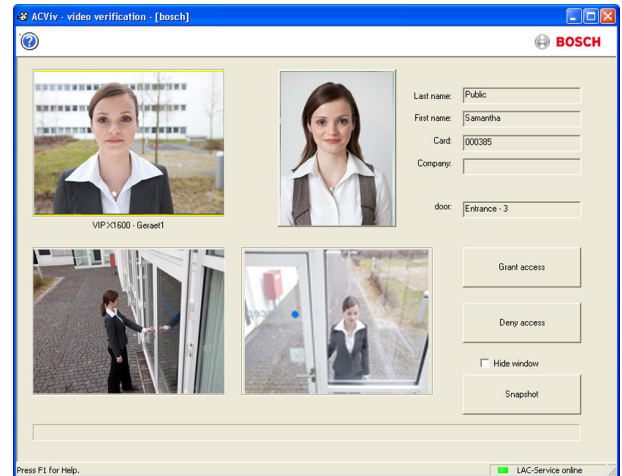 ACViv - video verification - [bosch]
BOSCH
Last name: Public
First name: Samantha
Card: 000385
Company:
door: Entrance - 3
VIP X1600 - Geraet1
Grant access
Deny access
Hide window
Snapshot
Press F1 for Help.
LAC-Service online